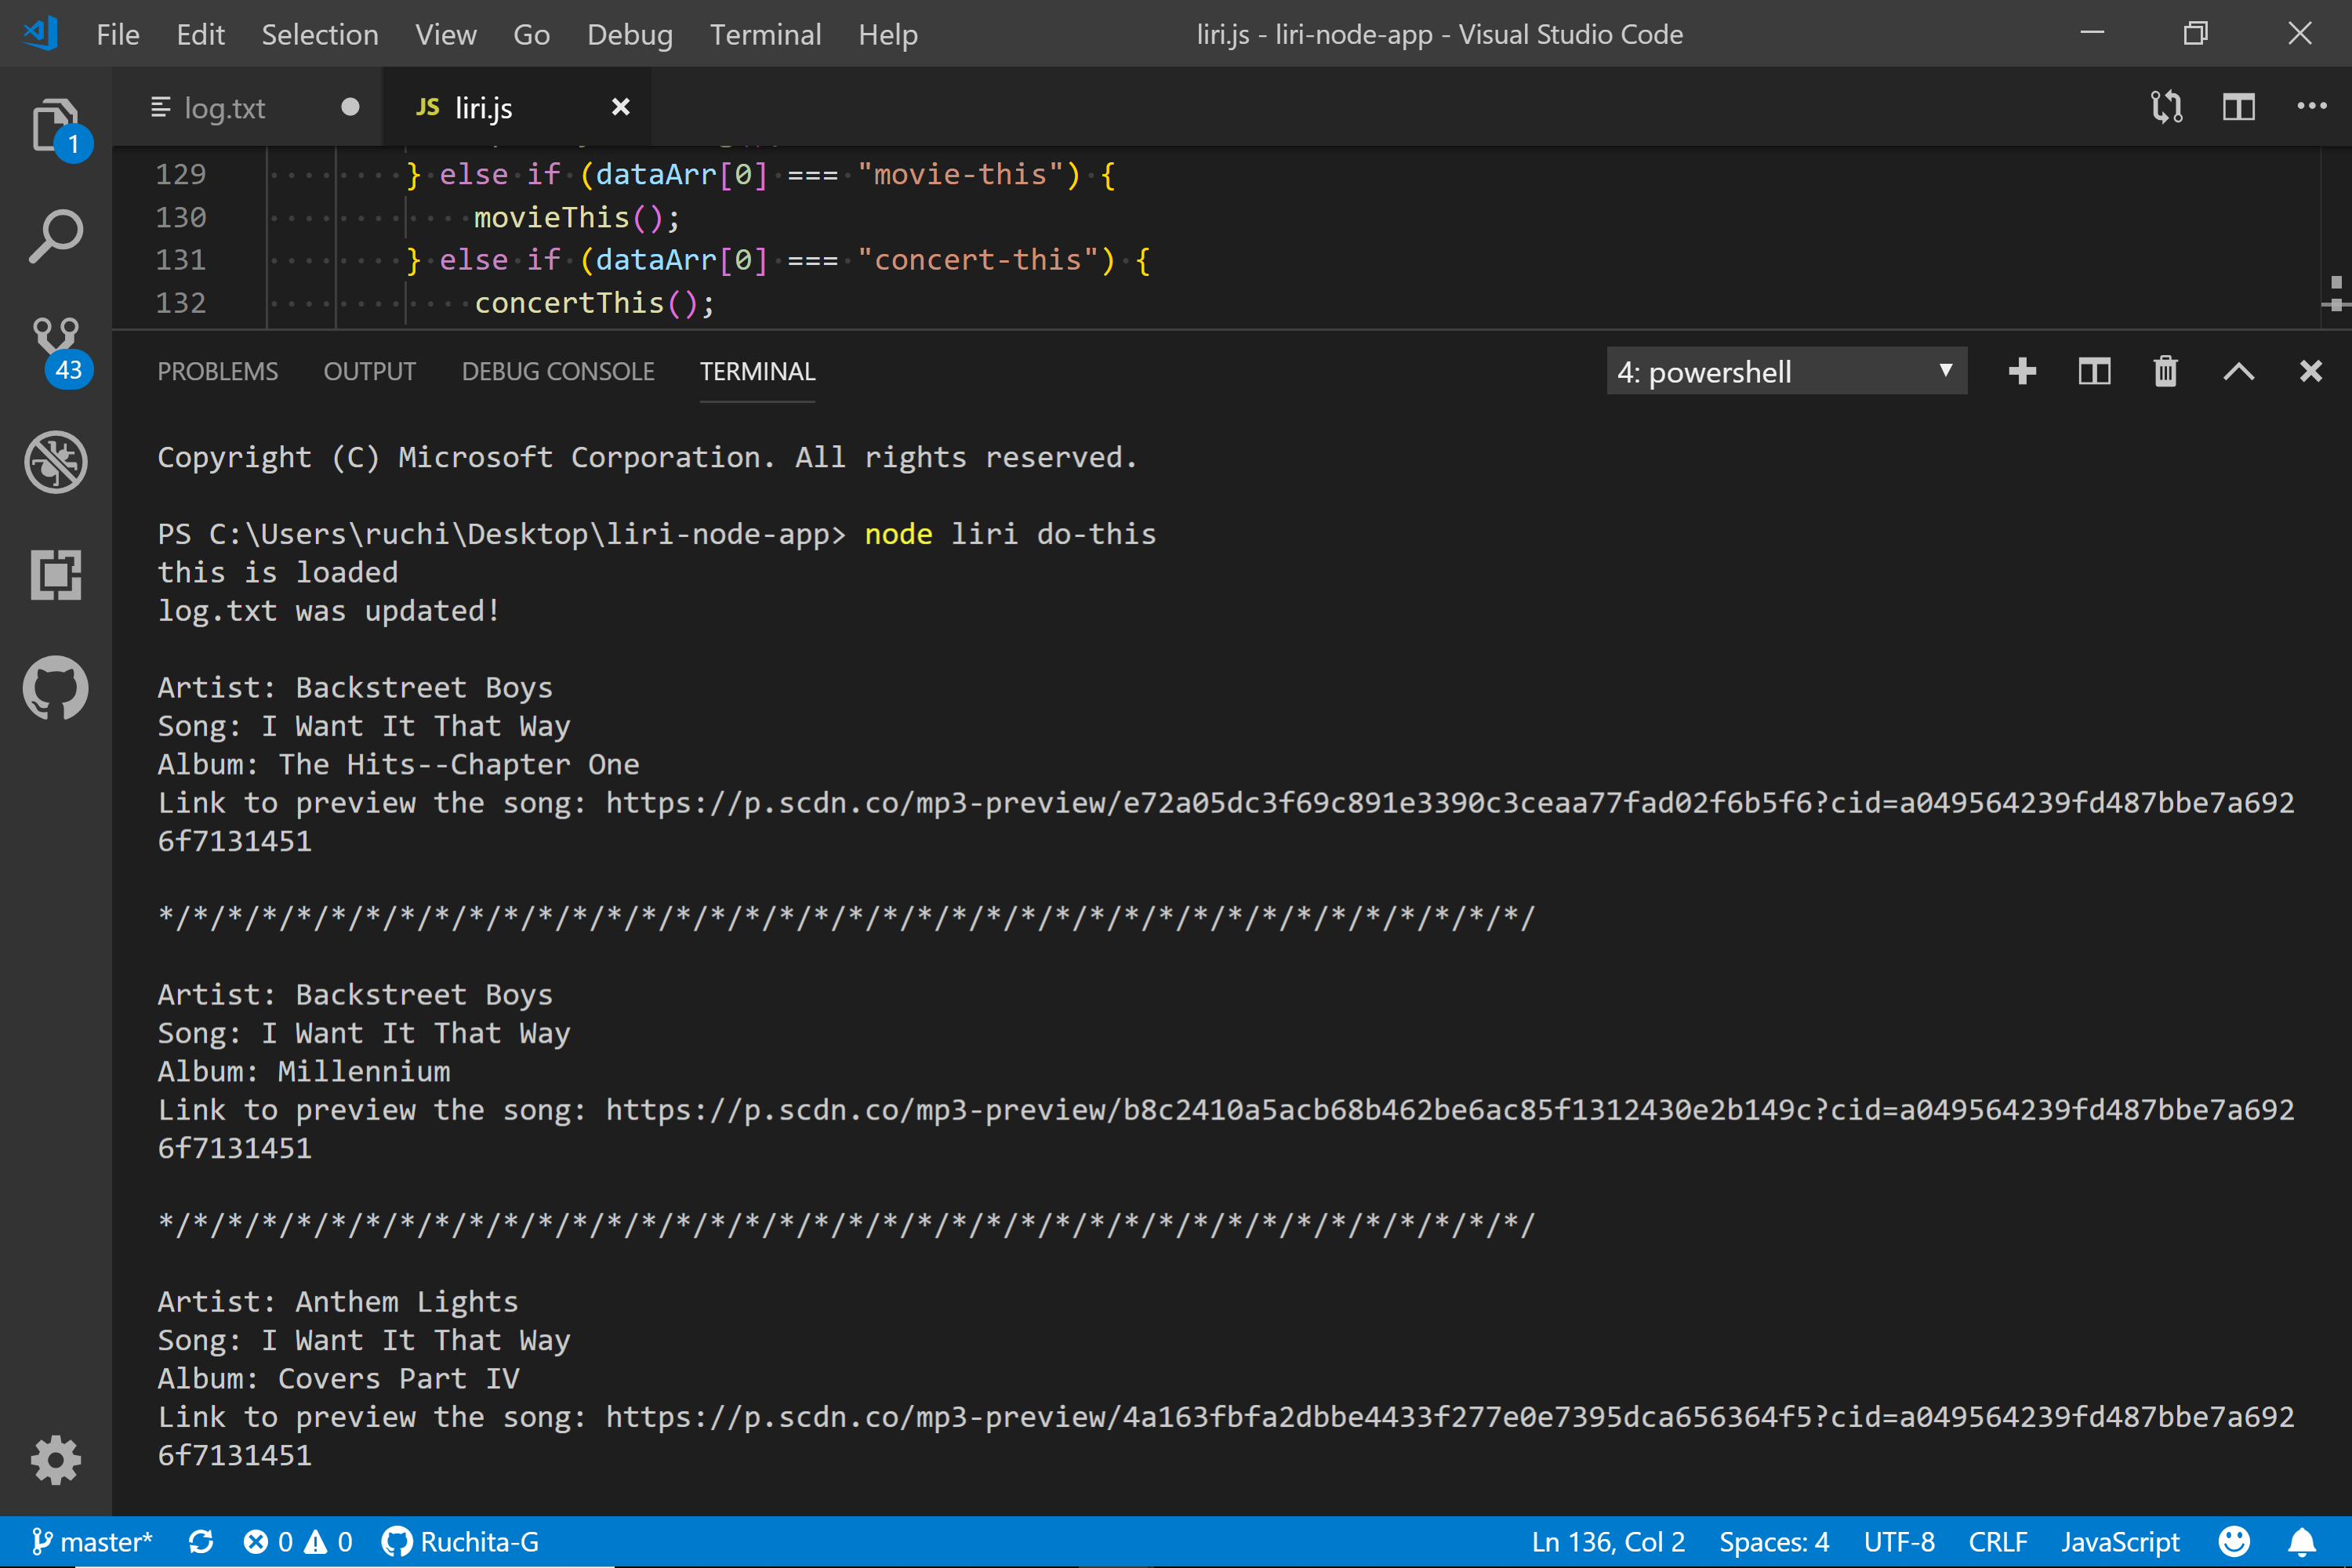 File Edit Selection View Go Debug Terminal Help liri.js - liri-node-app - Visual Studio Code
log.txt JS liri.js
1
43
129 } else if (dataArr[0] === "movie-this") {
130 movieThis();
131 } else if (dataArr[0] === "concert-this") {
132 concertThis();
PROBLEMS OUTPUT DEBUG CONSOLE TERMINAL 4: powershell
Copyright (C) Microsoft Corporation. All rights reserved.
PS C:\Users\ruchi\Desktop\liri-node-app> node liri do-this
this is loaded
log.txt was updated!
Artist: Backstreet Boys
Song: I Want It That Way
Album: The Hits--Chapter One
Link to preview the song: https://p.scdn.co/mp3-preview/e72a05dc3f69c891e3390c3ceaa77fad02f6b5f6?cid=a049564239fd487bbe7a692
6f7131451
*/*/*/*/*/*/*/*/*/*/*/*/*/*/*/*/*/*/*/*/*/*/*/*/*/*/*/*/*/*/*/*/*/*/*/*/*/*/*/*/
Artist: Backstreet Boys
Song: I Want It That Way
Album: Millennium
Link to preview the song: https://p.scdn.co/mp3-preview/b8c2410a5acb68b462be6ac85f1312430e2b149c?cid=a049564239fd487bbe7a692
6f7131451
*/*/*/*/*/*/*/*/*/*/*/*/*/*/*/*/*/*/*/*/*/*/*/*/*/*/*/*/*/*/*/*/*/*/*/*/*/*/*/*/
Artist: Anthem Lights
Song: I Want It That Way
Album: Covers Part IV
Link to preview the song: https://p.scdn.co/mp3-preview/4a163fbfa2dbbe4433f277e0e7395dca656364f5?cid=a049564239fd487bbe7a692
6f7131451
master* 0 0 Ruchita-G Ln 136, Col 2 Spaces: 4 UTF-8 CRLF JavaScript